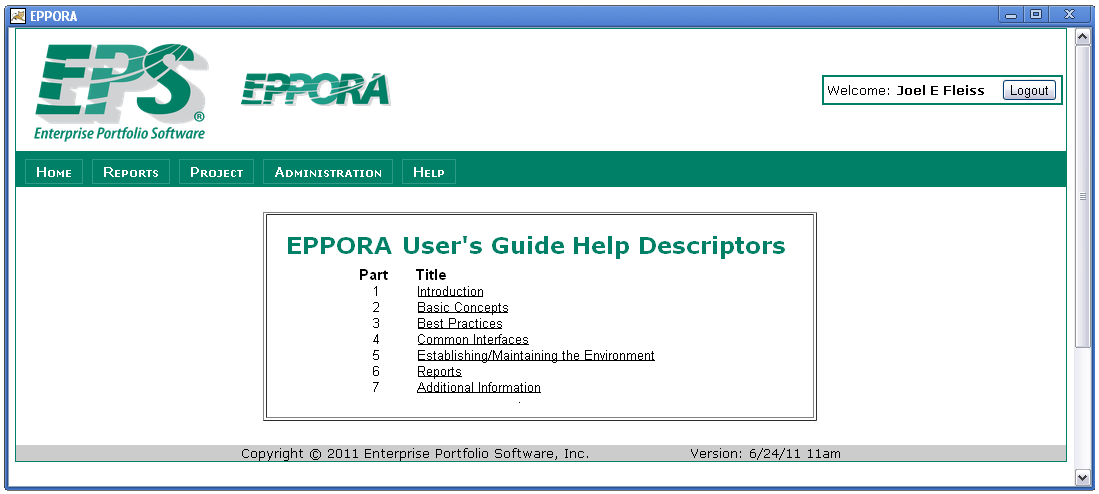 EPPORA
EPS®
Enterprise Portfolio Software
EPPORA
Welcome: Joel E Fleiss Logout
Home Reports Project Administration Help
EPPORA User's Guide Help Descriptors
Part Title
1 Introduction
2 Basic Concepts
3 Best Practices
4 Common Interfaces
5 Establishing/Maintaining the Environment
6 Reports
7 Additional Information
.
Copyright © 2011 Enterprise Portfolio Software, Inc. Version: 6/24/11 11am